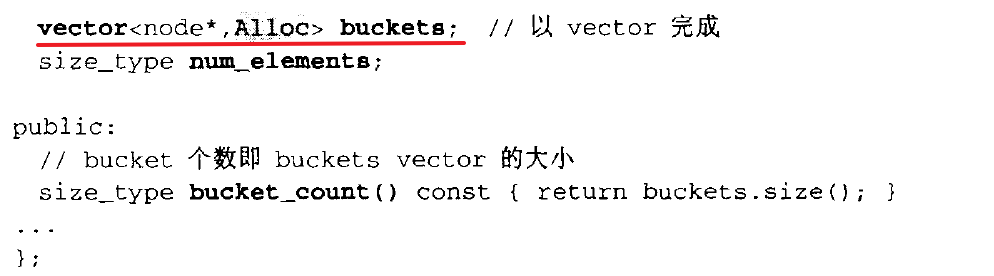 vector<node*,Alloc> buckets; // 以 vector 完成
size_type num_elements;
public:
// bucket 个数即 buckets vector 的大小
size_type bucket_count() const { return buckets.size(); }
...
};